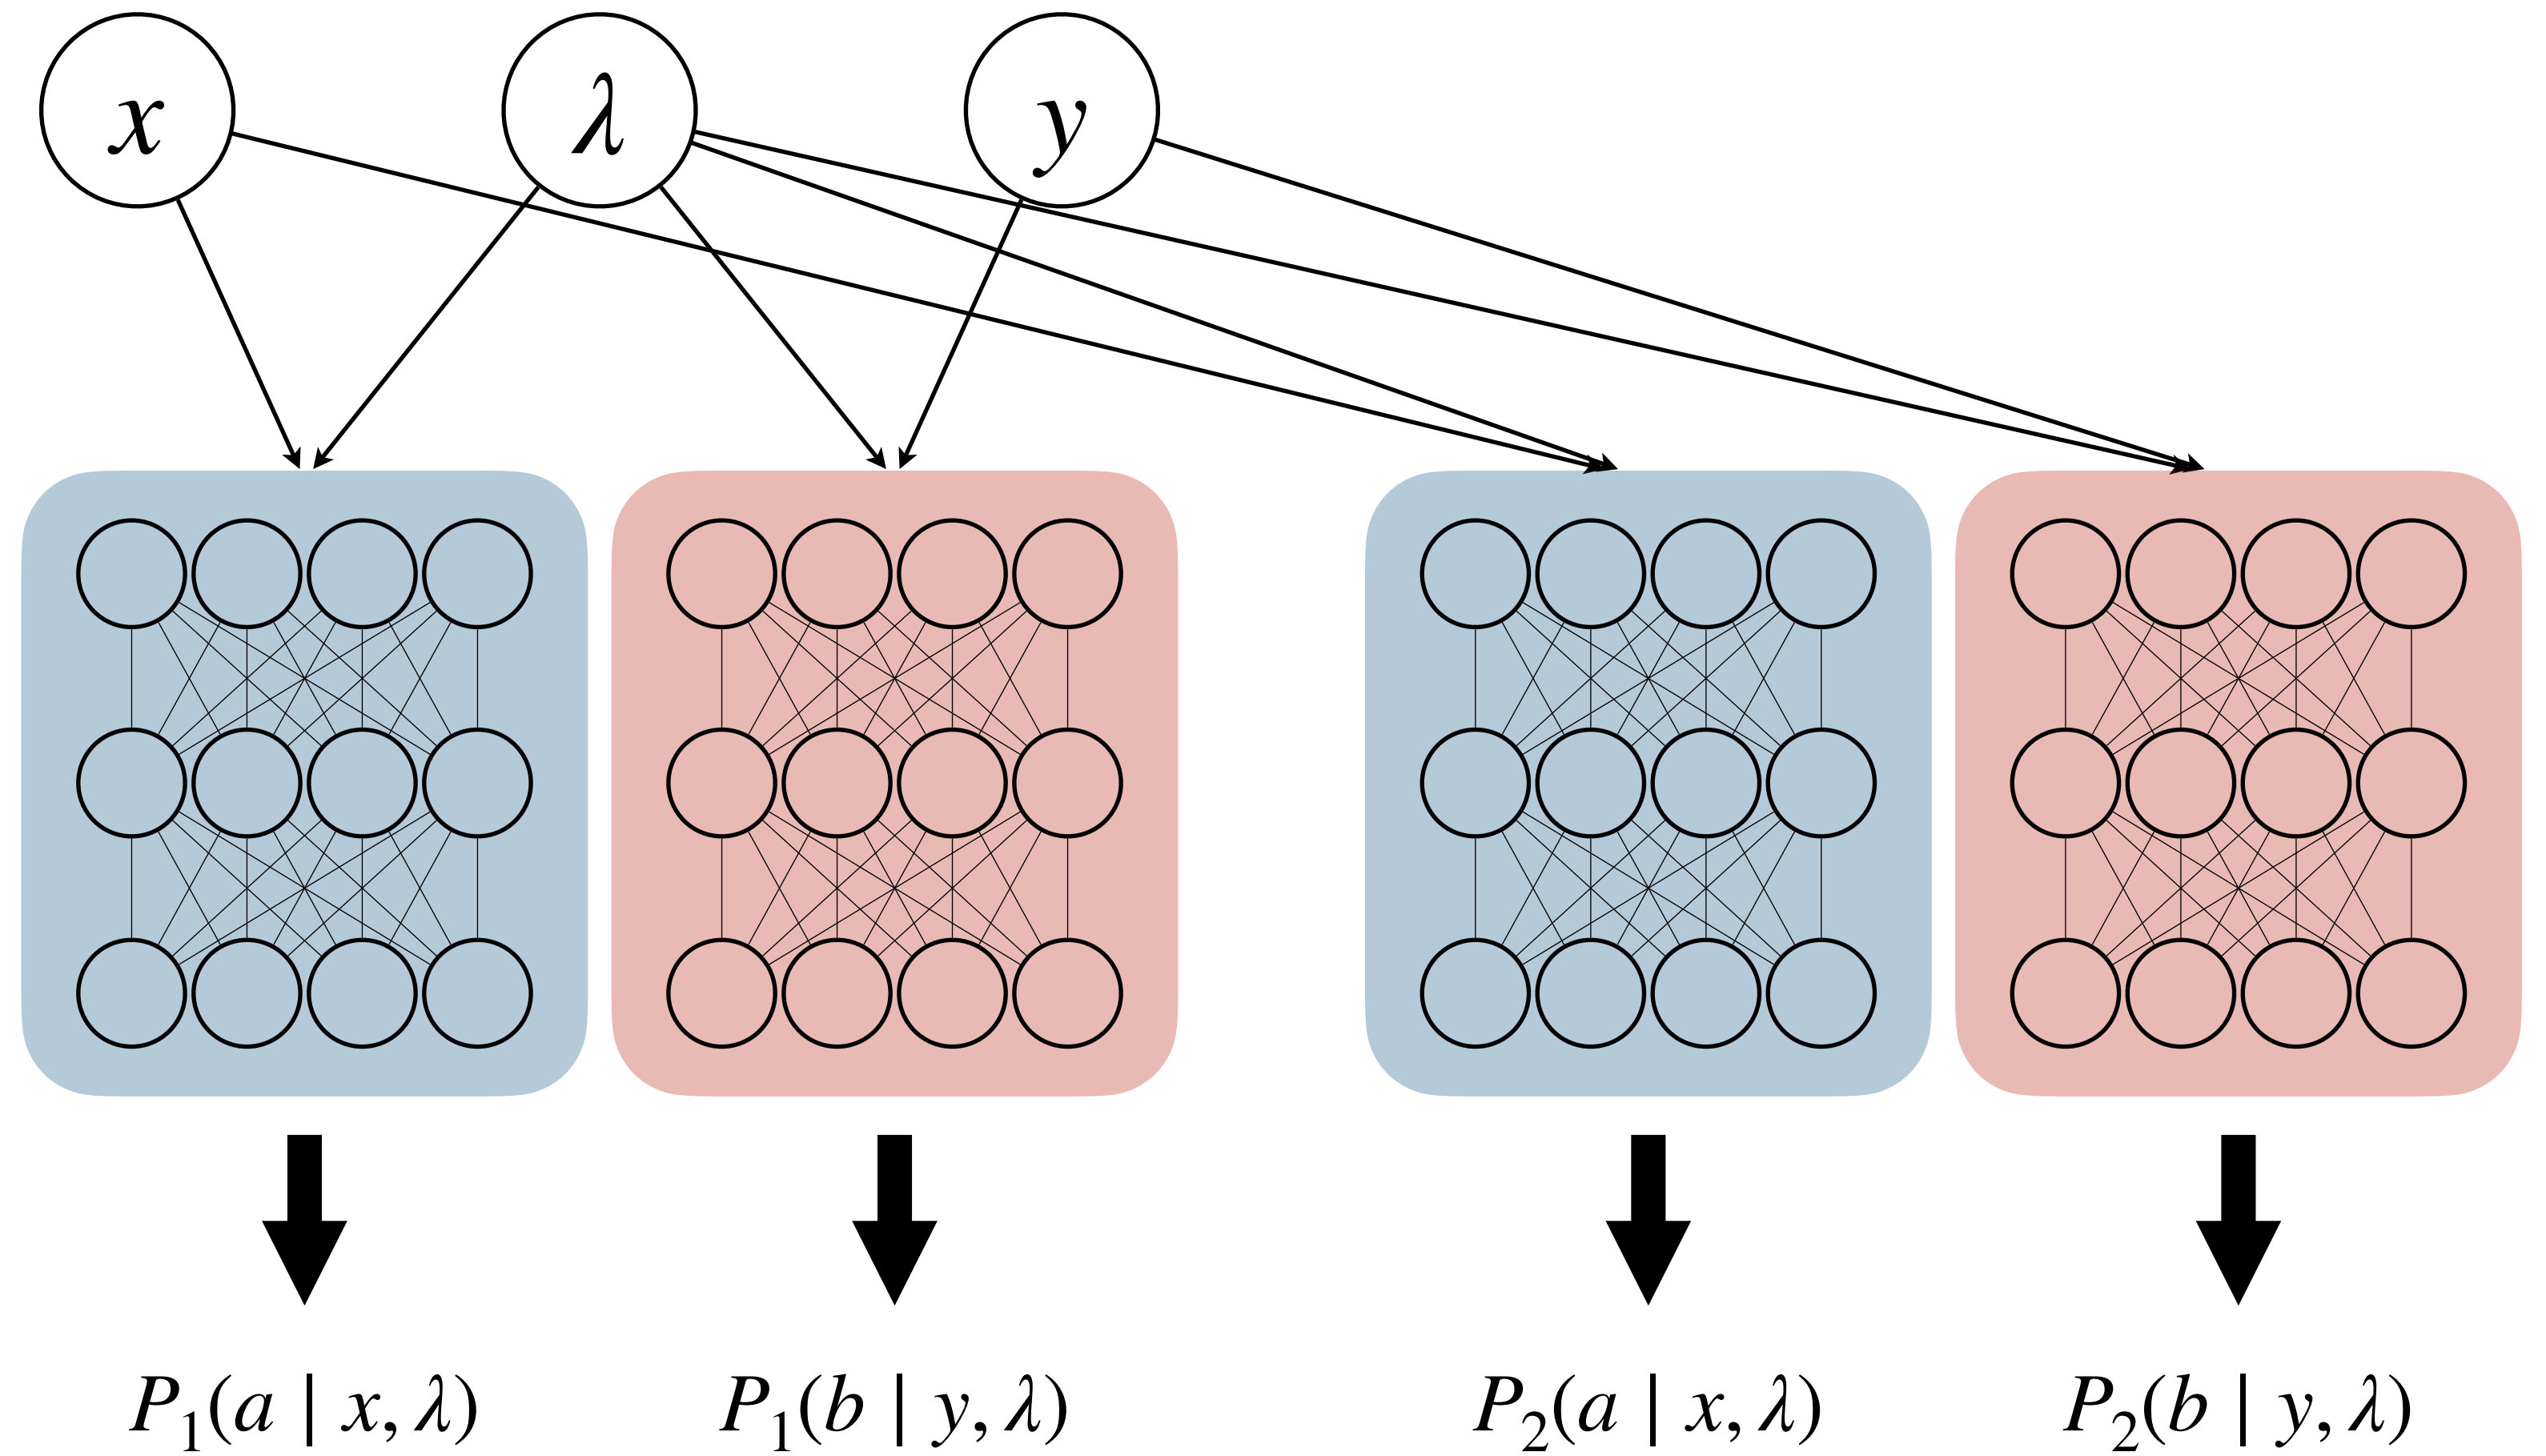 x λ y
P₁(a | x, λ) P₁(b | y, λ) P₂(a | x, λ) P₂(b | y, λ)